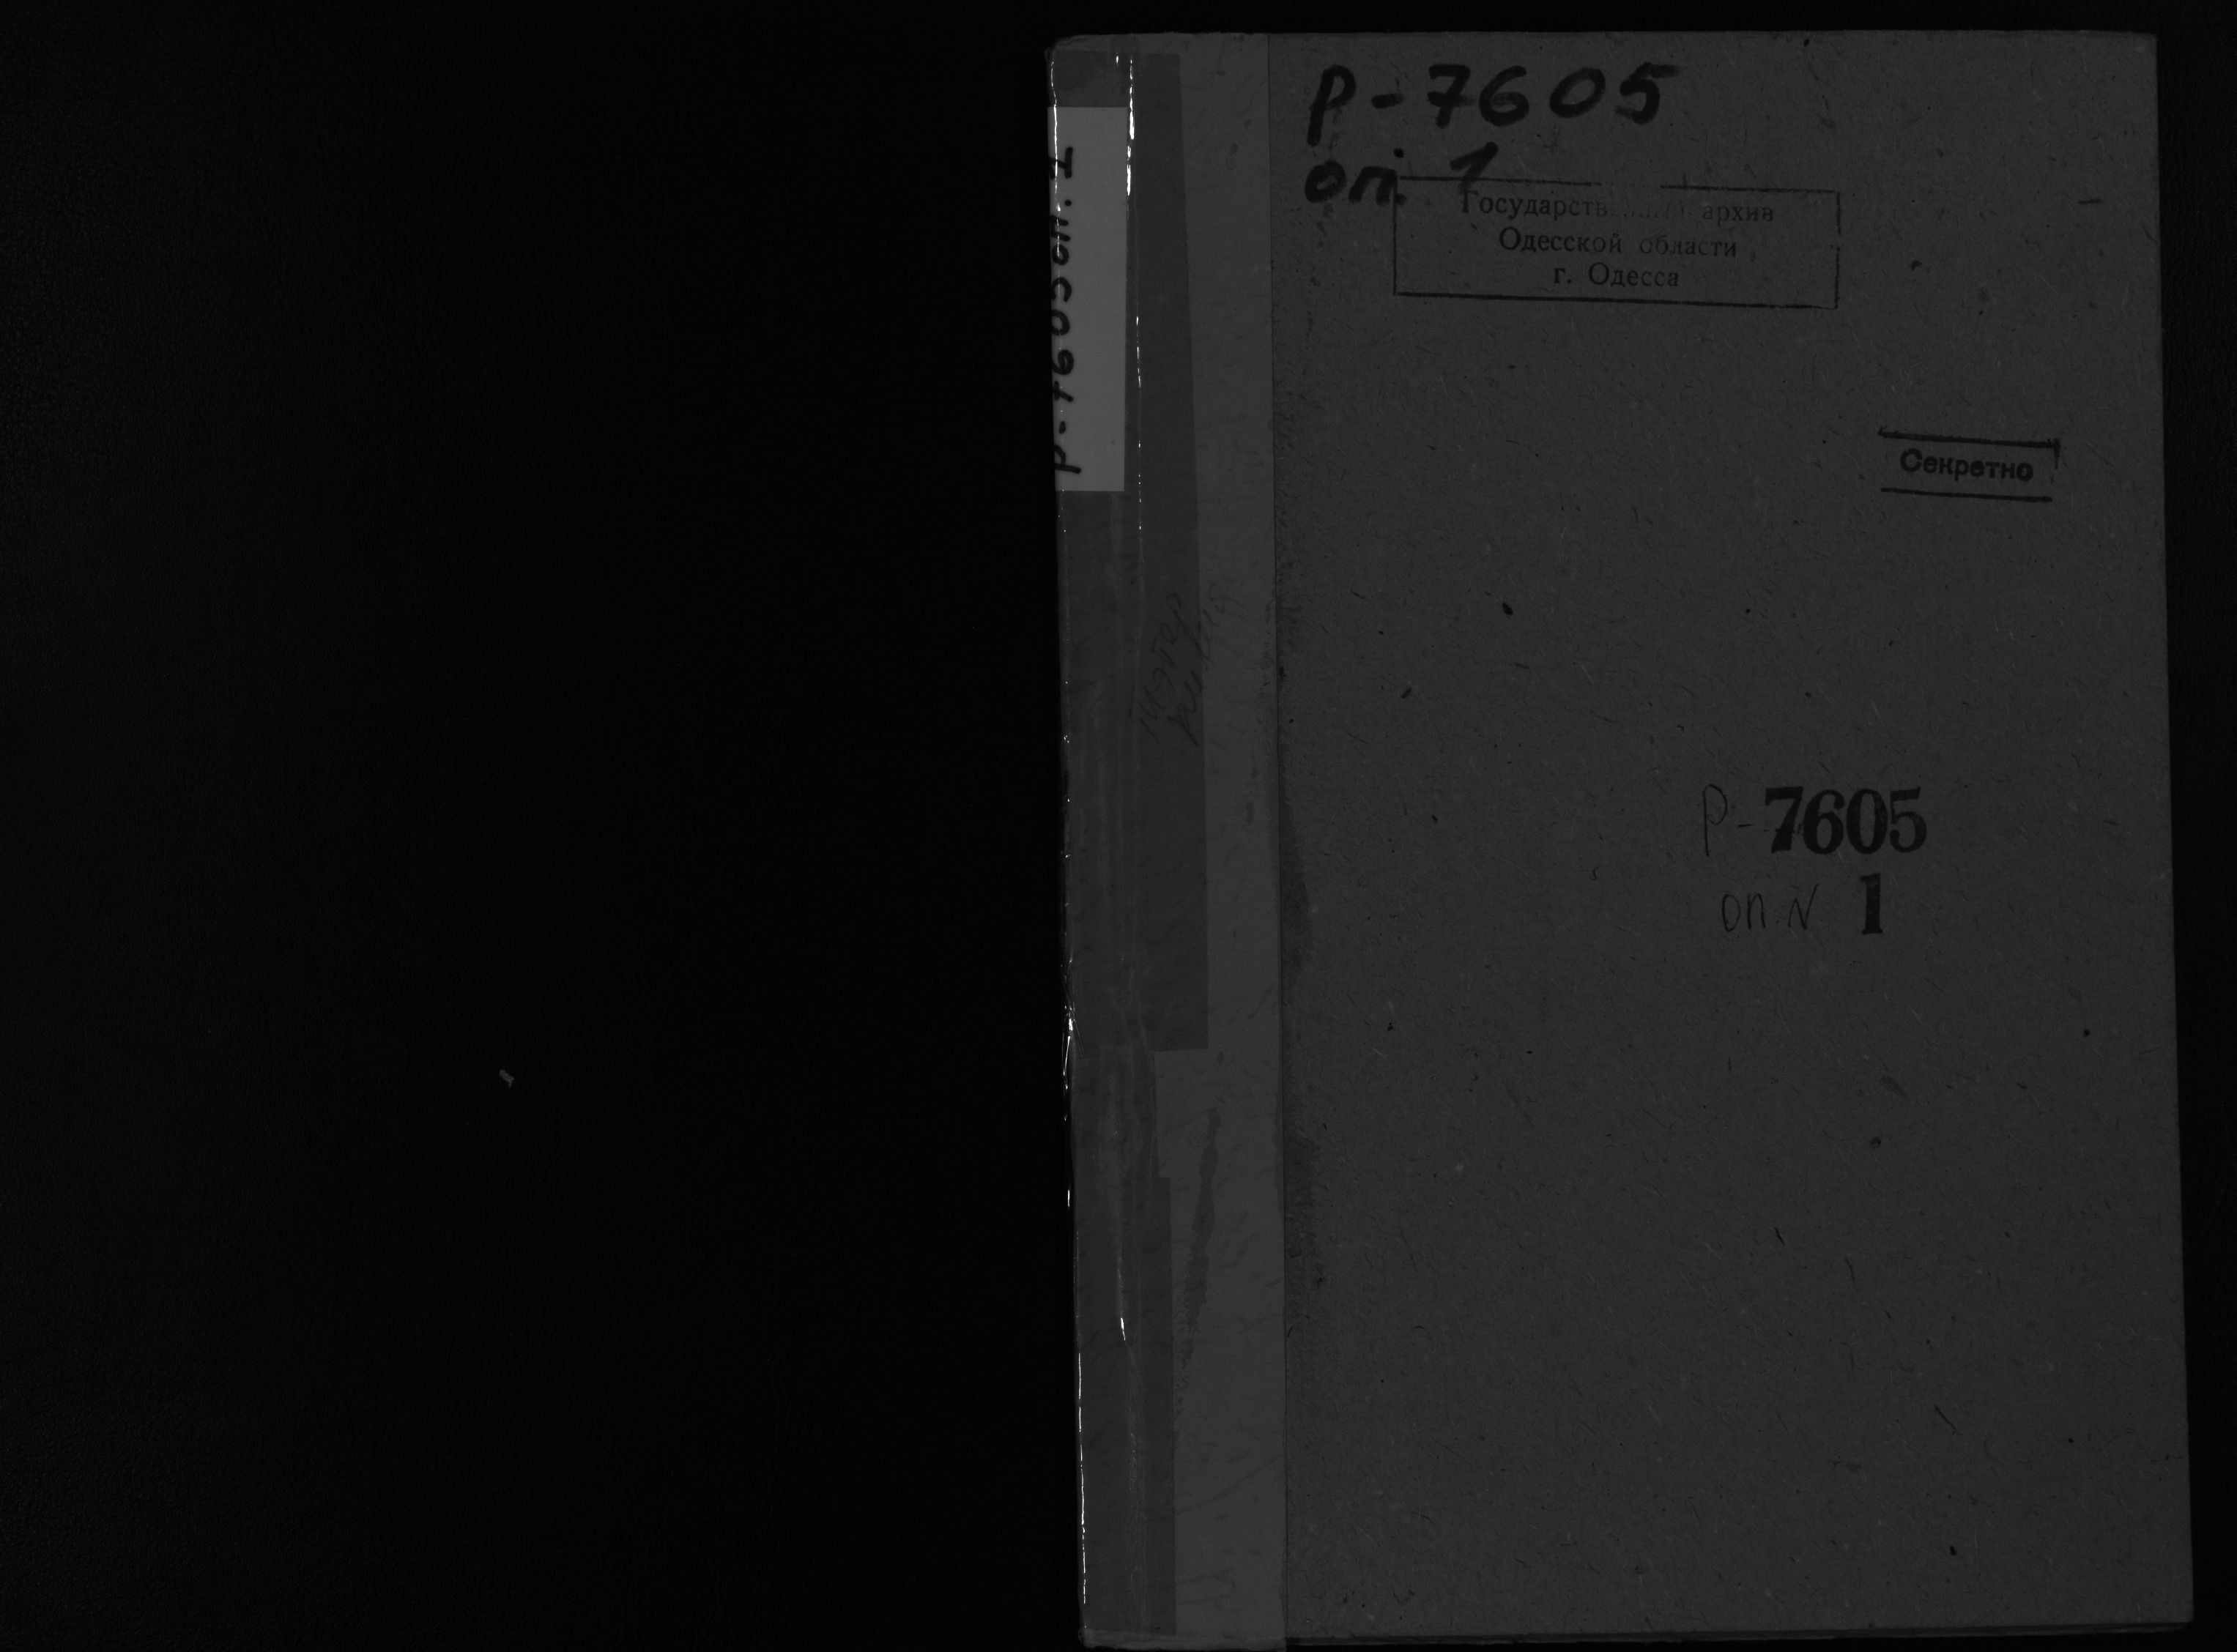 р-7605
оп. 1
Государств архив
Одесской области
г. Одесса
Секретно
Р-7605
оп. N 1
р-7605 оп. 1